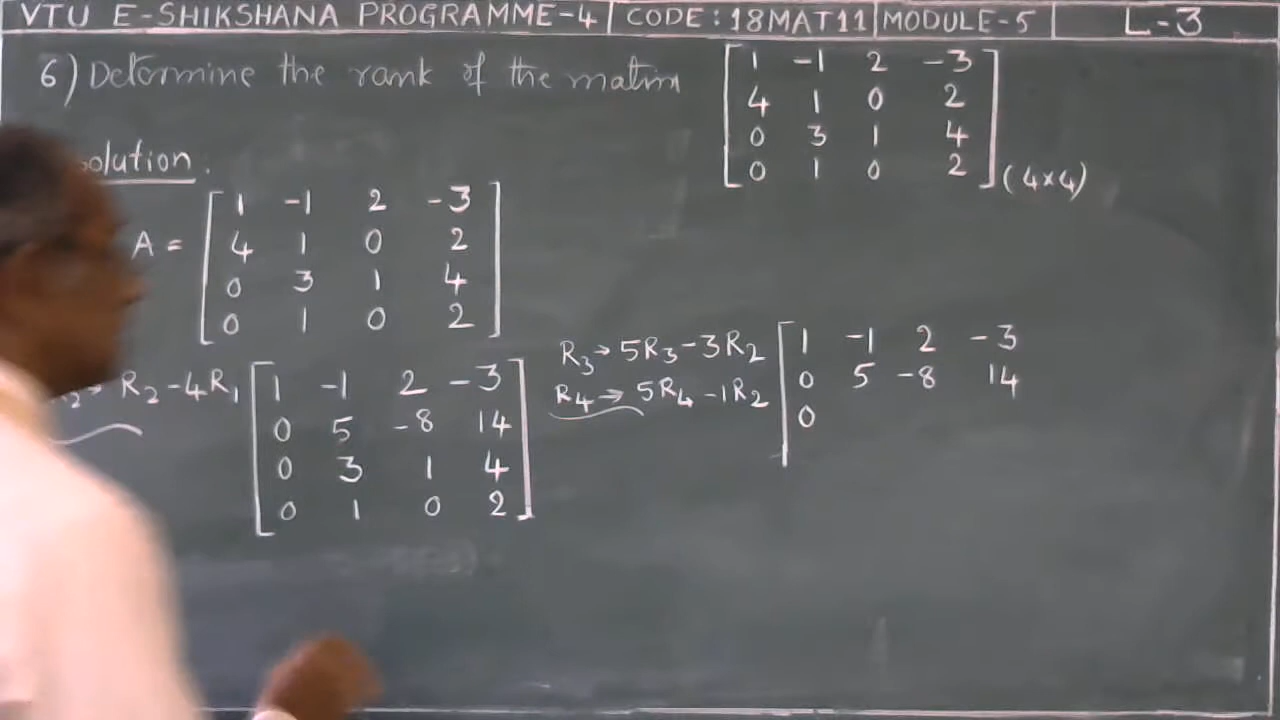 VTU E-SHIKSHANA PROGRAMME-4 CODE:18MAT11 MODULE-5 L-3
6) Determine the rank of the matrix
1 -1 2 -3
4 1 0 2
0 3 1 4
0 1 0 2 (4×4)
olution.
A =
1 -1 2 -3
4 1 0 2
0 3 1 4
0 1 0 2
2→ R2-4R1
1 -1 2 -3
0 5 -8 14
0 3 1 4
0 1 0 2
R3→5R3-3R2
R4→ 5R4-1R2
1 -1 2 -3
0 5 -8 14
0